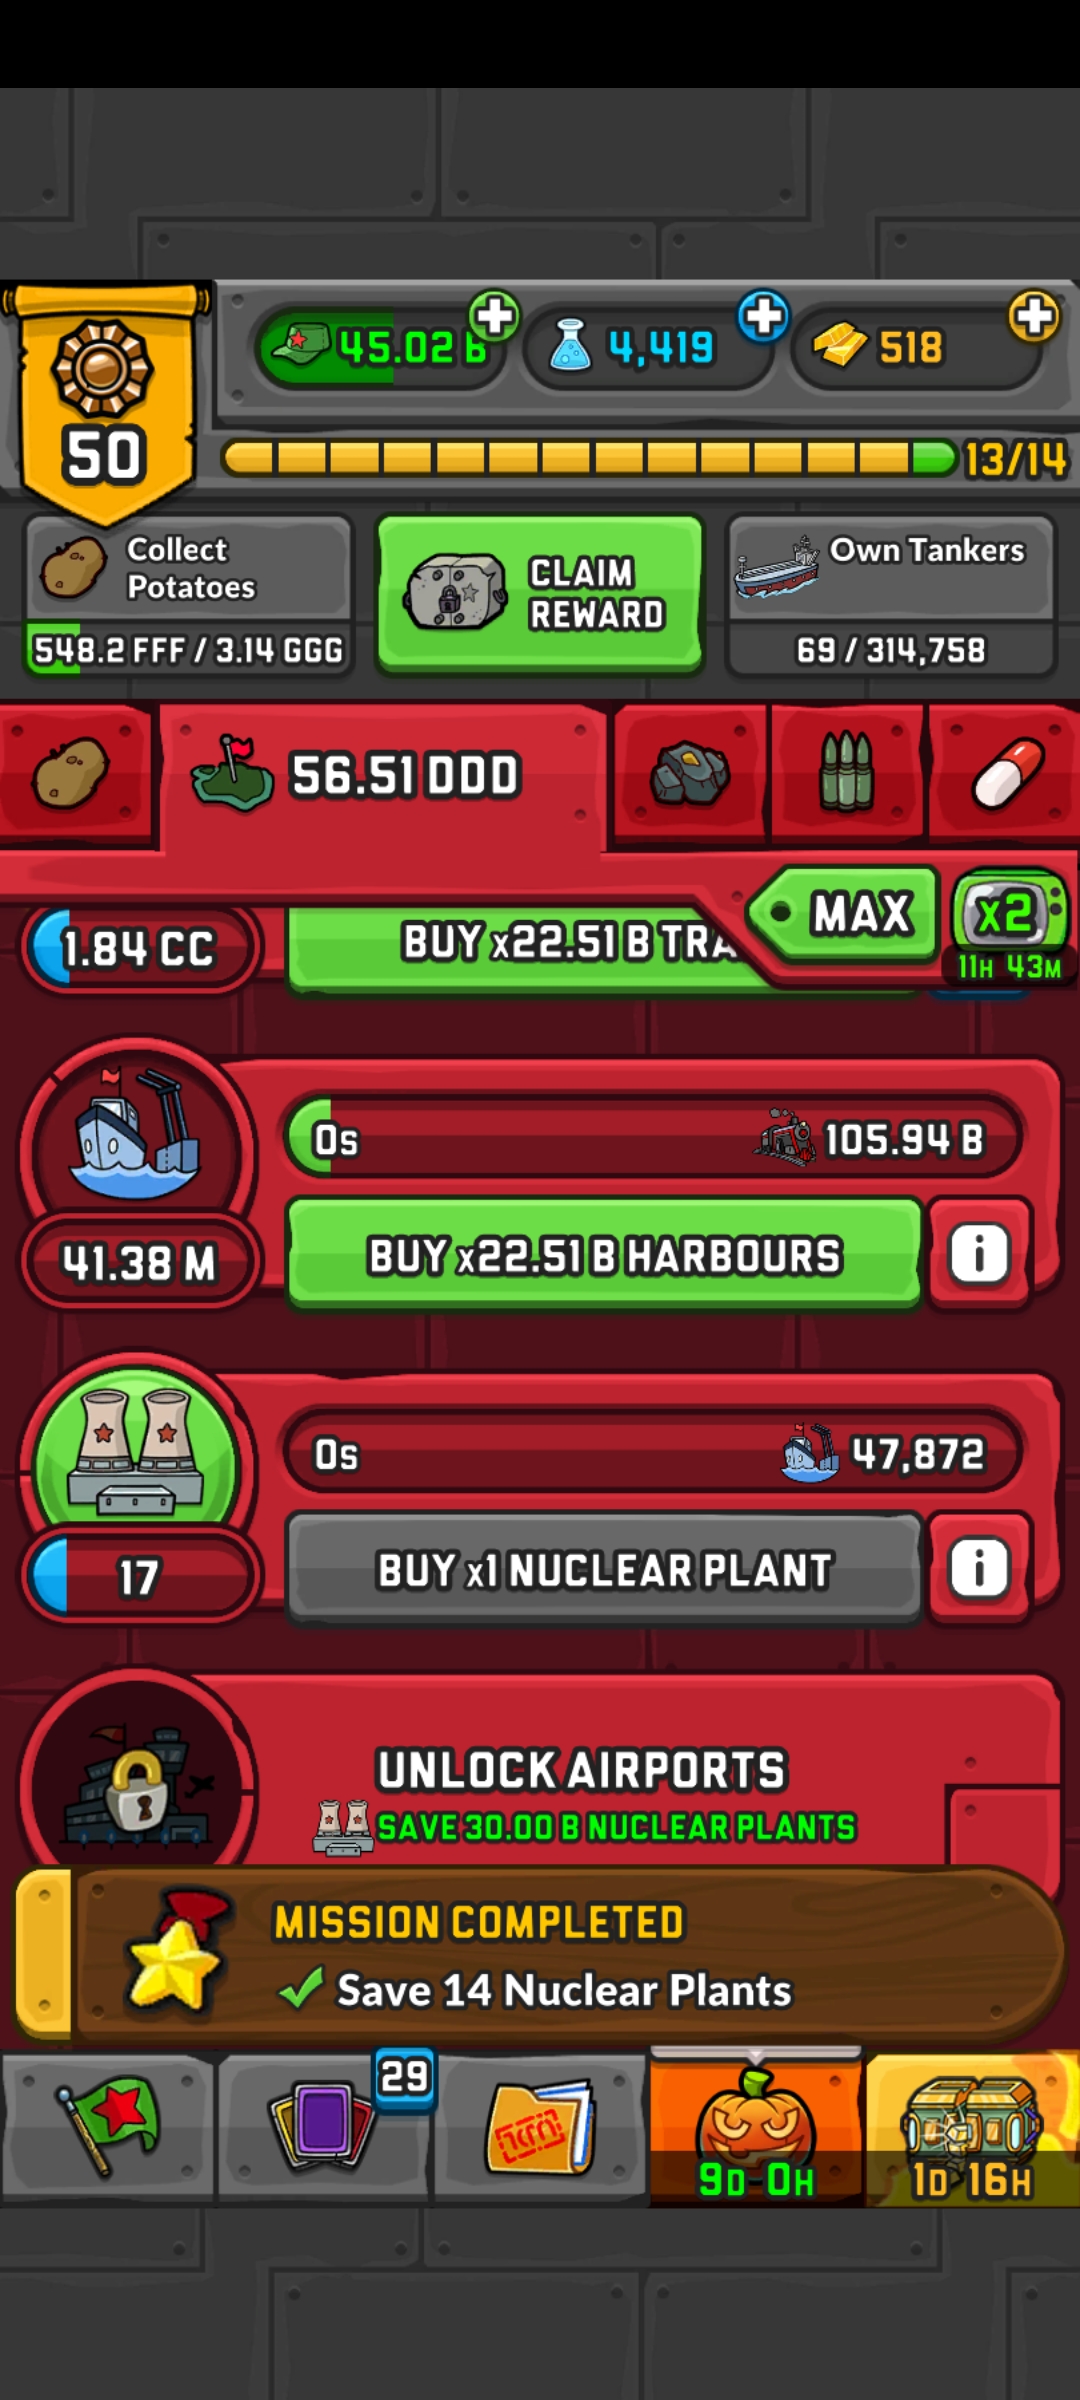 50
45.02 B
4,419
518
13/14
Collect
Potatoes
548.2 FFF / 3.14 GGG
CLAIM
REWARD
Own Tankers
69 / 314,758
56.51 DDD
MAX
x2
11H 43M
1.84 CC
BUY x22.51 B TRA
0s
105.94 B
41.38 M
BUY x22.51 B HARBOURS
i
0s
47,872
17
BUY x1 NUCLEAR PLANT
i
UNLOCK AIRPORTS
SAVE 30.00 B NUCLEAR PLANTS
MISSION COMPLETED
Save 14 Nuclear Plants
29
9D 0H
1D 16H